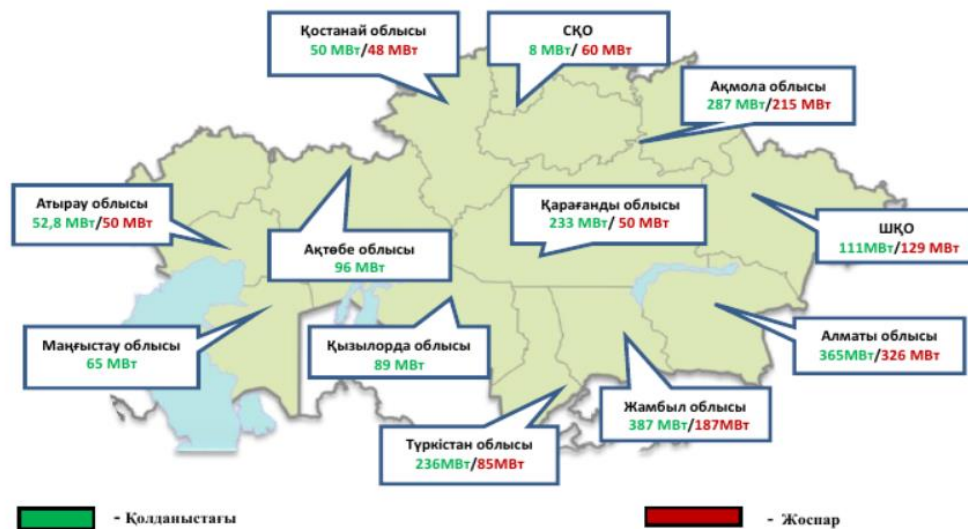 Қостанай облысы
50 МВт/48 МВт
СҚО
8 МВт/ 60 МВт
Ақмола облысы
287 МВт/215 МВт
Атырау облысы
52,8 МВт/50 МВт
Қарағанды облысы
233 МВт/ 50 МВт
ШҚО
111МВт/129 МВт
Ақтөбе облысы
96 МВт
Маңғыстау облысы
65 МВт
Қызылорда облысы
89 МВт
Алматы облысы
365МВт/326 МВт
Жамбыл облысы
387 МВт/187МВт
Түркістан облысы
236МВт/85МВт
- Қолданыстағы
- Жоспар